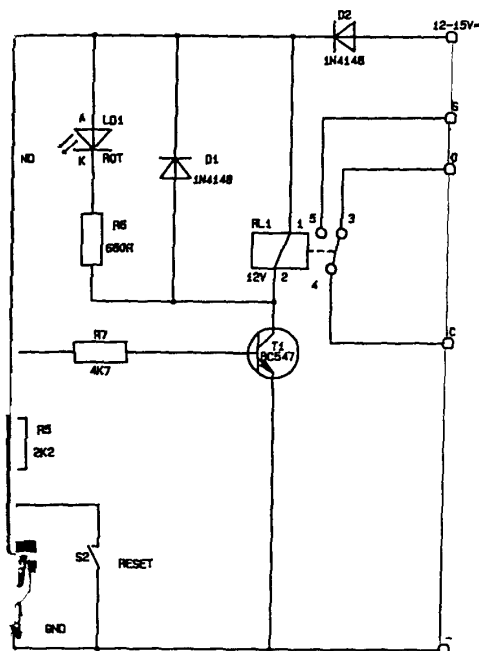 D2
12-15V=
1N4148
S
A
LD1
O
NO
K
ROT
D1
1N4148
R6
680R
RL1
1
5
3
12V
2
4
C
R7
T1
BC547
4K7
R5
2K2
S2
RESET
GND
-